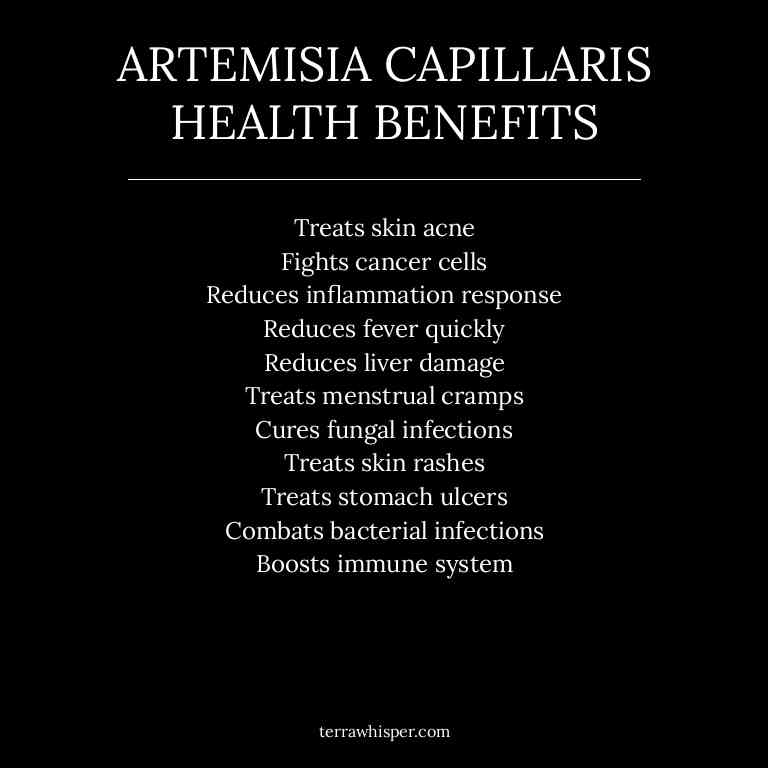 ARTEMISIA CAPILLARIS
HEALTH BENEFITS
Treats skin acne
Fights cancer cells
Reduces inflammation response
Reduces fever quickly
Reduces liver damage
Treats menstrual cramps
Cures fungal infections
Treats skin rashes
Treats stomach ulcers
Combats bacterial infections
Boosts immune system
terrawhisper.com